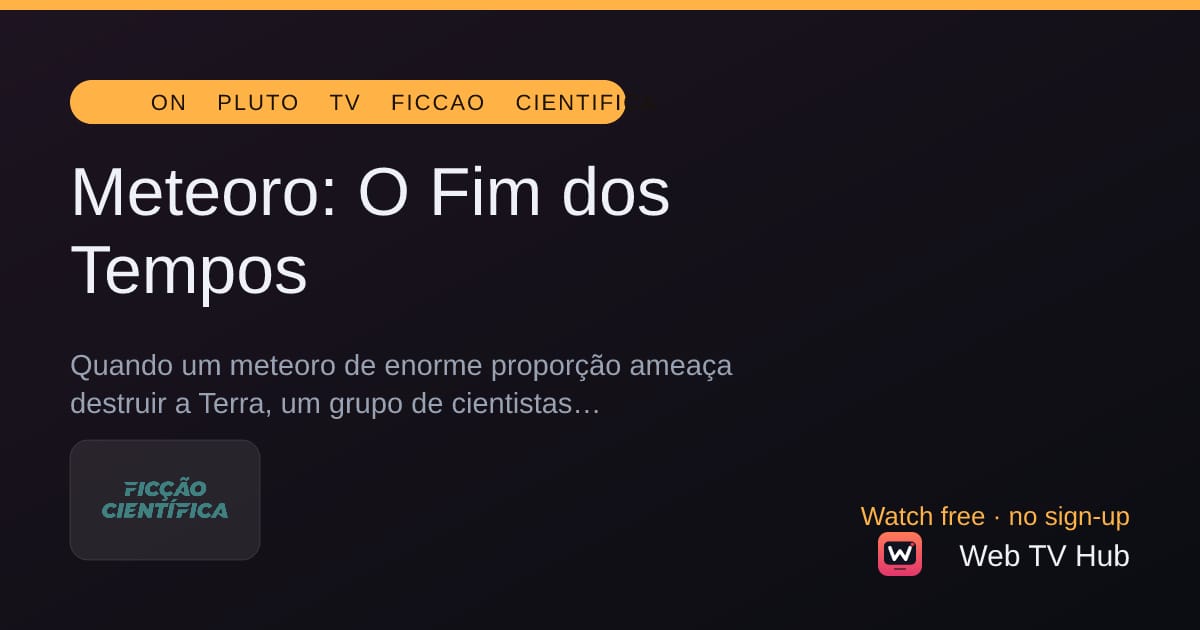 ON PLUTO TV FICCAO
Meteoro: O Fim dos
Tempos
Quando um meteoro de enorme proporção ameaça
destruir a Terra, um grupo de cientistas…
FICÇÃO
CIENTÍFICA
Watch free · no sign-up
Web TV Hub